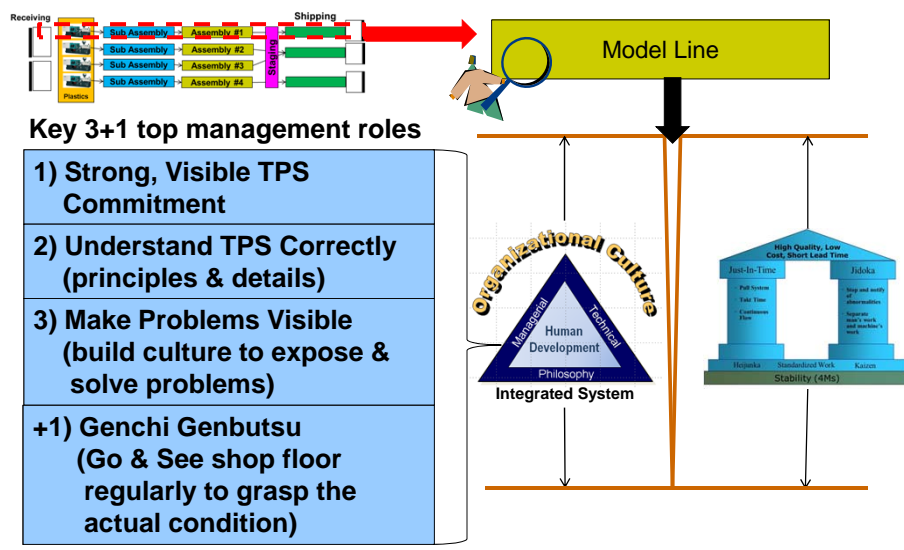 Receiving
Shipping
Sub Assembly
Assembly #1
Sub Assembly
Assembly #2
Sub Assembly
Assembly #3
Sub Assembly
Assembly #4
Staging
Plastics
Model Line
Key 3+1 top management roles
1) Strong, Visible TPS
Commitment
2) Understand TPS Correctly
(principles & details)
3) Make Problems Visible
(build culture to expose &
solve problems)
+1) Genchi Genbutsu
(Go & See shop floor
regularly to grasp the
actual condition)
Organizational Culture
Managerial
Technical
Human
Development
Philosophy
Integrated System
High Quality, Low
Cost, Short Lead Time
Just-In-Time
· Pull System
· Takt Time
· Continuous
Flow
Jidoka
· Stop and notify
of
abnormalities
· Separate
man's work
and machine's
work
Heijunka
Standardized Work
Kaizen
Stability (4Ms)